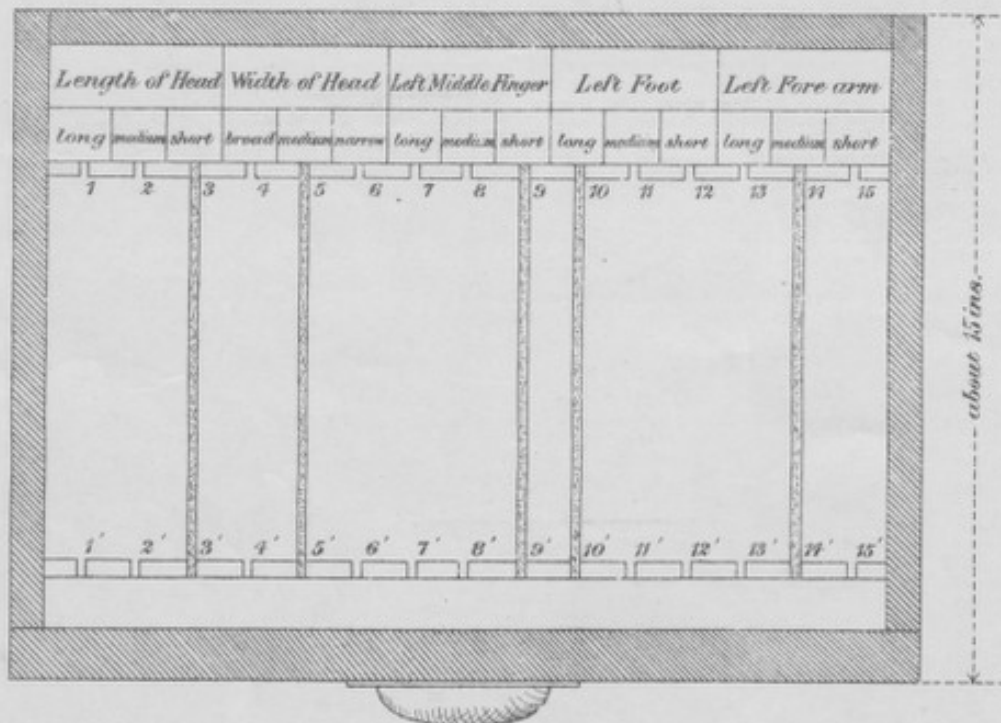 Length of Head Width of Head Left Middle Finger Left Foot Left Fore arm
long medium short broad medium narrow long medium short long medium short long medium short
1 2 3 4 5 6 7 8 9 10 11 12 13 14 15
about 15 ins.
1' 2' 3' 4' 5' 6' 7' 8' 9' 10' 11' 12' 13' 14' 15'